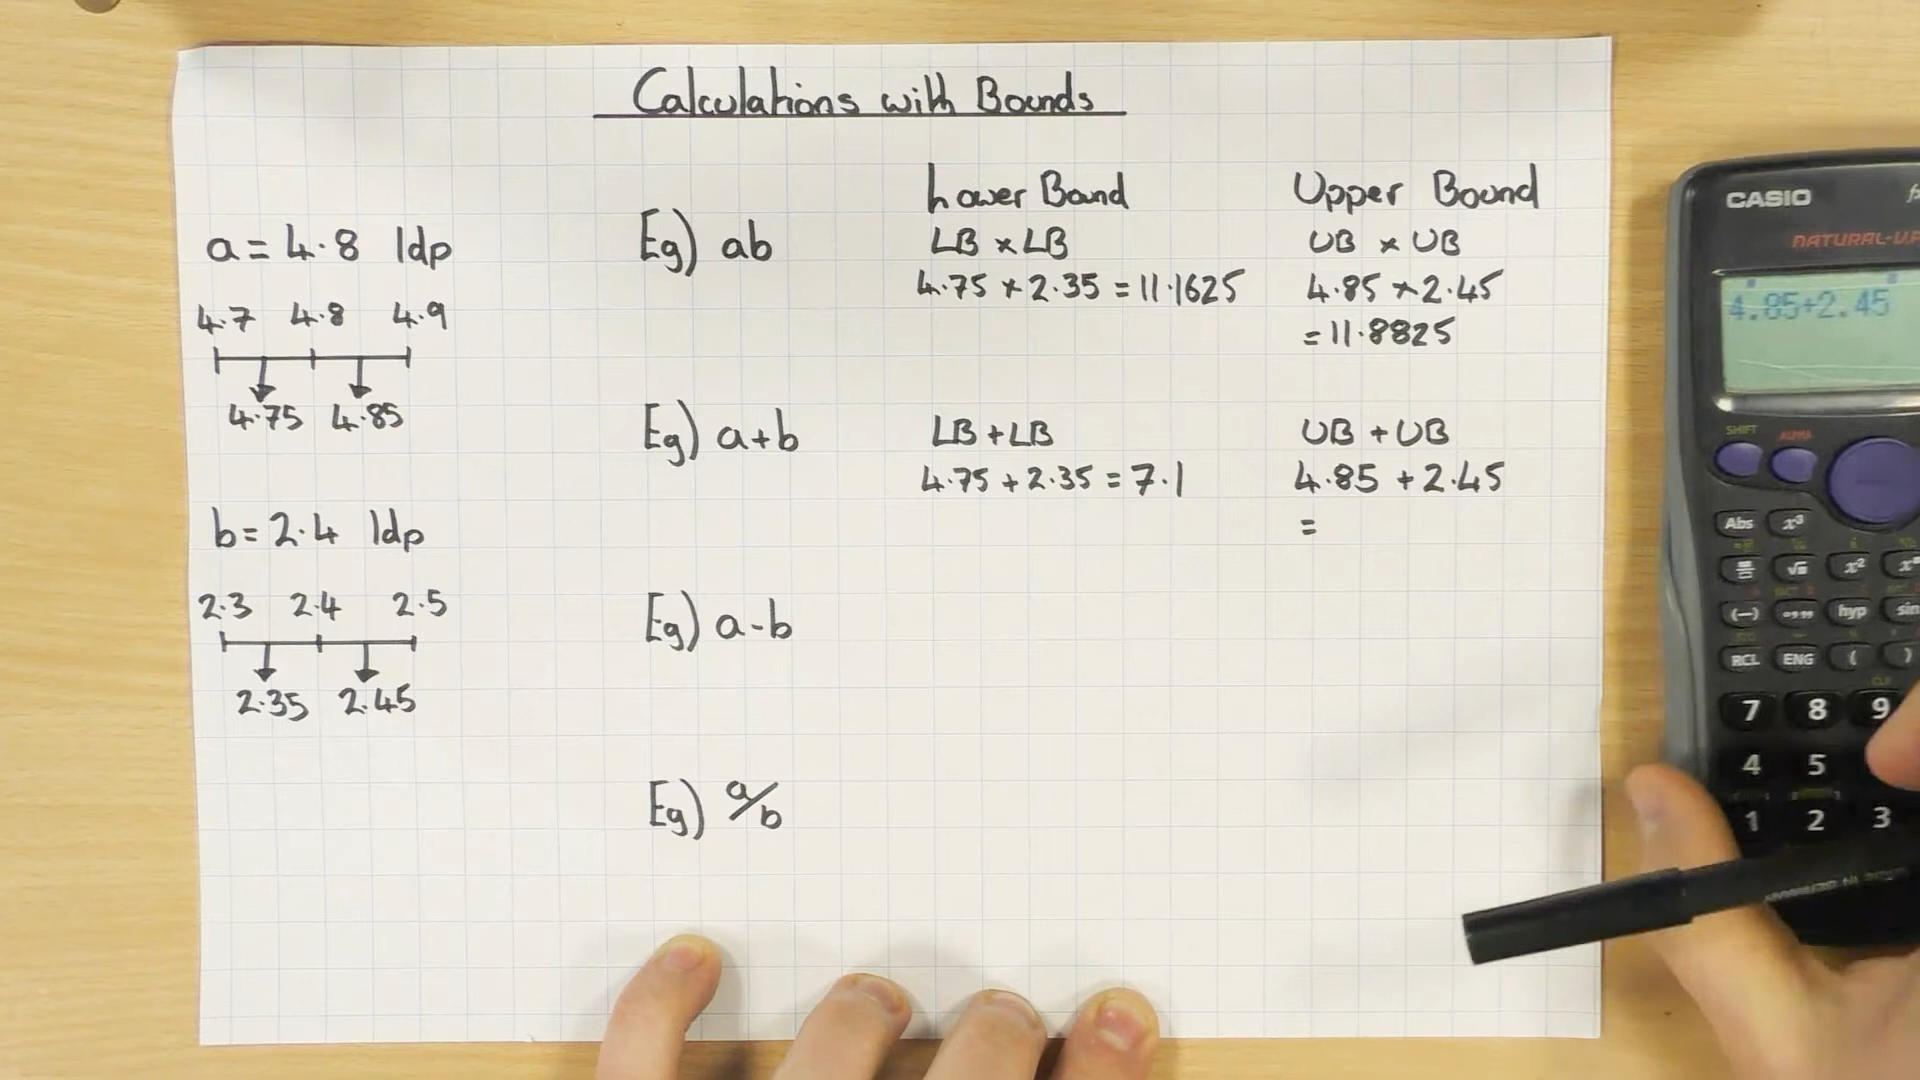 Calculations with Bounds
a = 4.8 1dp
4.7 4.8 4.9
4.75 4.85
b = 2.4 1dp
2.3 2.4 2.5
2.35 2.45
Lower Bound Upper Bound
Eg) ab LB × LB UB × UB
4.75 × 2.35 = 11.1625 4.85 × 2.45
= 11.8825
Eg) a+b LB + LB UB + UB
4.75 + 2.35 = 7.1 4.85 + 2.45
=
Eg) a-b
Eg) a/b
CASIO
NATURAL-V.P
4.85+2.45
SHIFT ALPHA
Abs x³
√ x²
(−) hyp sin
RCL ENG ( )
7 8 9
4 5
1 2 3